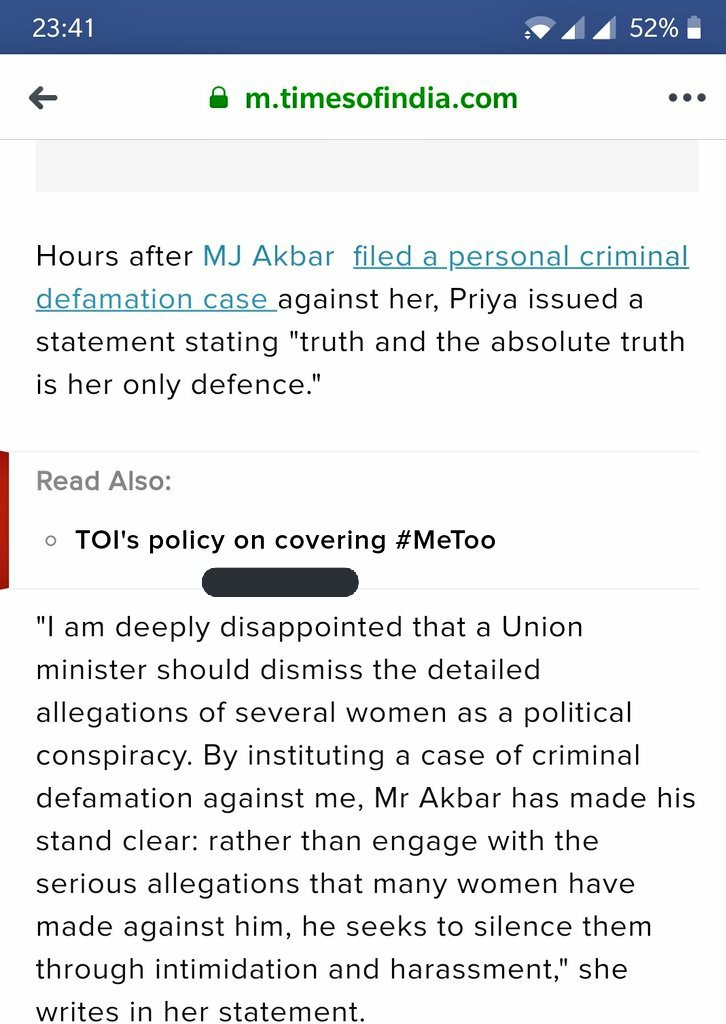 23:41
52%
m.timesofindia.com
Hours after MJ Akbar filed a personal criminal
defamation case against her, Priya issued a
statement stating "truth and the absolute truth
is her only defence."
Read Also:
TOI's policy on covering #MeToo
"I am deeply disappointed that a Union
minister should dismiss the detailed
allegations of several women as a political
conspiracy. By instituting a case of criminal
defamation against me, Mr Akbar has made his
stand clear: rather than engage with the
serious allegations that many women have
made against him, he seeks to silence them
through intimidation and harassment," she
writes in her statement.